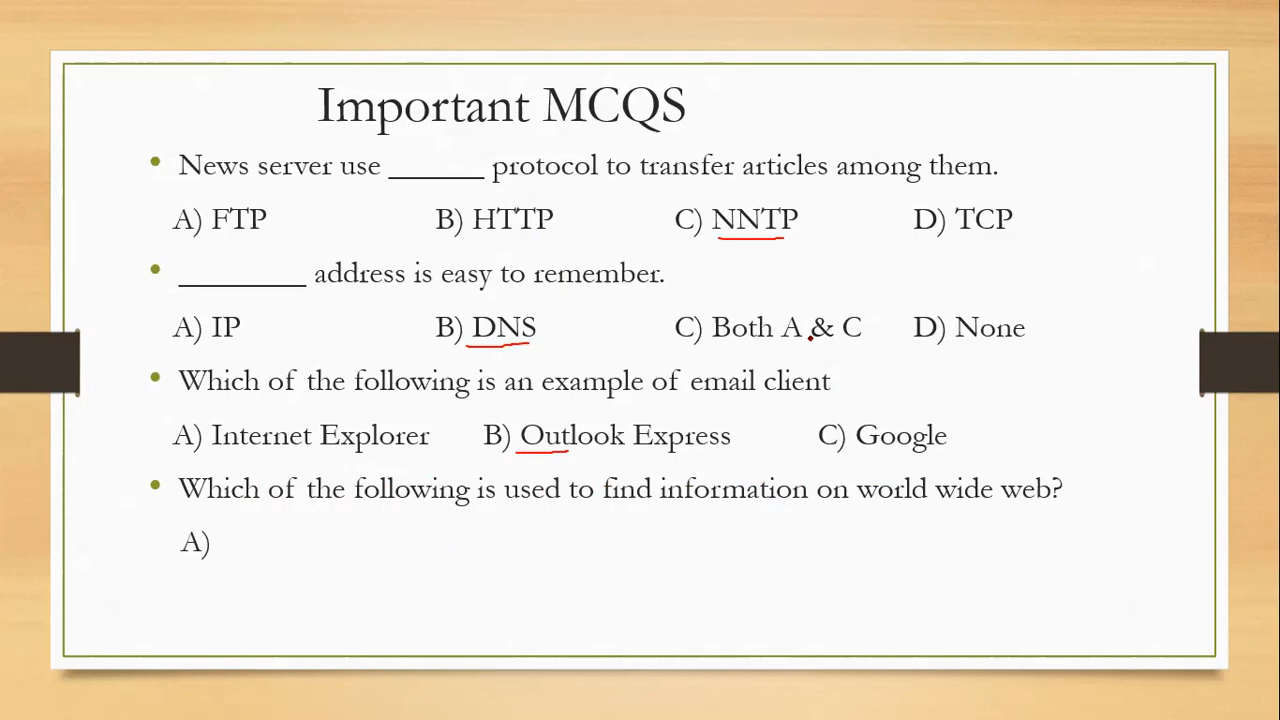 Important MCQS
• News server use ______ protocol to transfer articles among them.
A) FTP B) HTTP C) NNTP D) TCP
• ________ address is easy to remember.
A) IP B) DNS C) Both A & C D) None
• Which of the following is an example of email client
A) Internet Explorer B) Outlook Express C) Google
• Which of the following is used to find information on world wide web?
A)